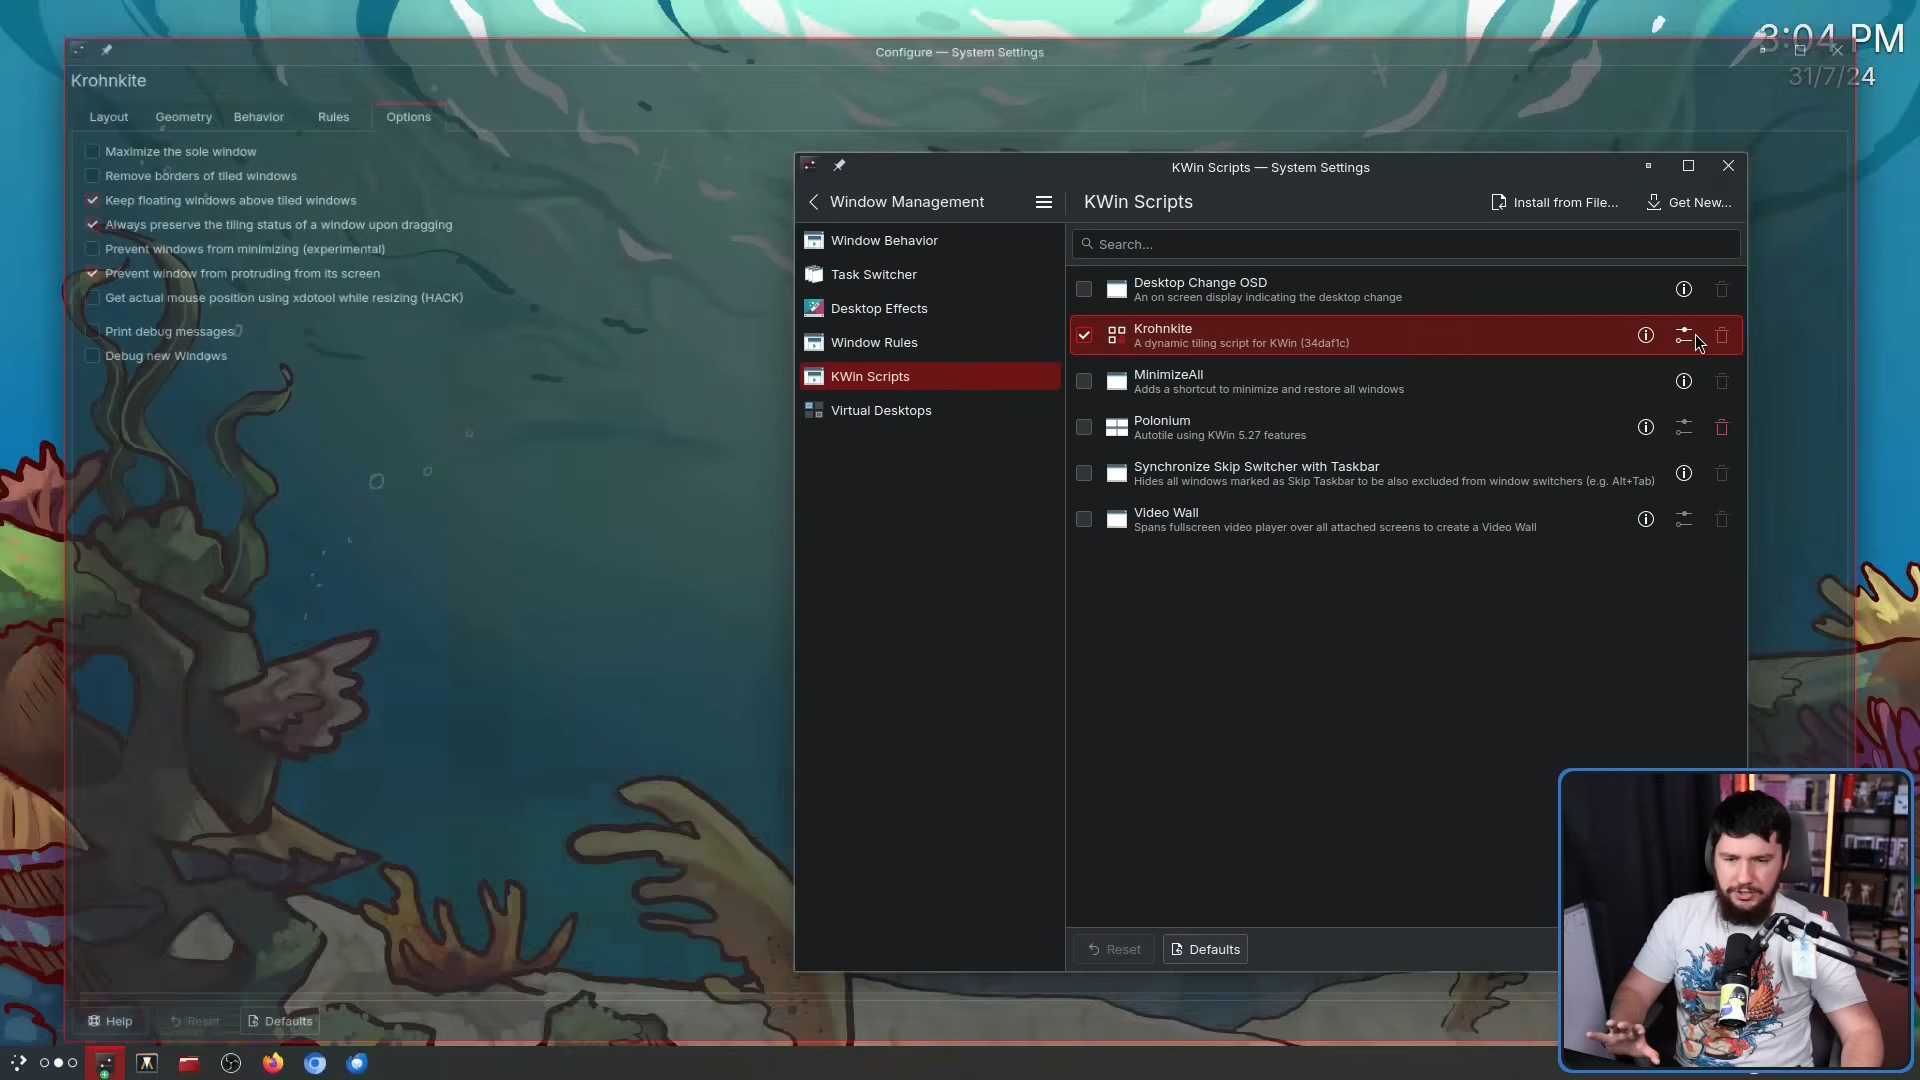 3:04 PM
31/7/24
Configure — System Settings
Krohnkite
Layout
Geometry
Behavior
Rules
Options
Maximize the sole window
Remove borders of tiled windows
Keep floating windows above tiled windows
Always preserve the tiling status of a window upon dragging
Prevent windows from minimizing (experimental)
Prevent window from protruding from its screen
Get actual mouse position using xdotool while resizing (HACK)
Print debug messages
Debug new Windows
Help
Reset
Defaults
KWin Scripts — System Settings
Window Management
KWin Scripts
Install from File...
Get New...
Window Behavior
Task Switcher
Desktop Effects
Window Rules
KWin Scripts
Virtual Desktops
Search...
Desktop Change OSD
An on screen display indicating the desktop change
Krohnkite
A dynamic tiling script for KWin (34daf1c)
MinimizeAll
Adds a shortcut to minimize and restore all windows
Polonium
Autotile using KWin 5.27 features
Synchronize Skip Switcher with Taskbar
Hides all windows marked as Skip Taskbar to be also excluded from window switchers (e.g. Alt+Tab)
Video Wall
Spans fullscreen video player over all attached screens to create a Video Wall
Reset
Defaults